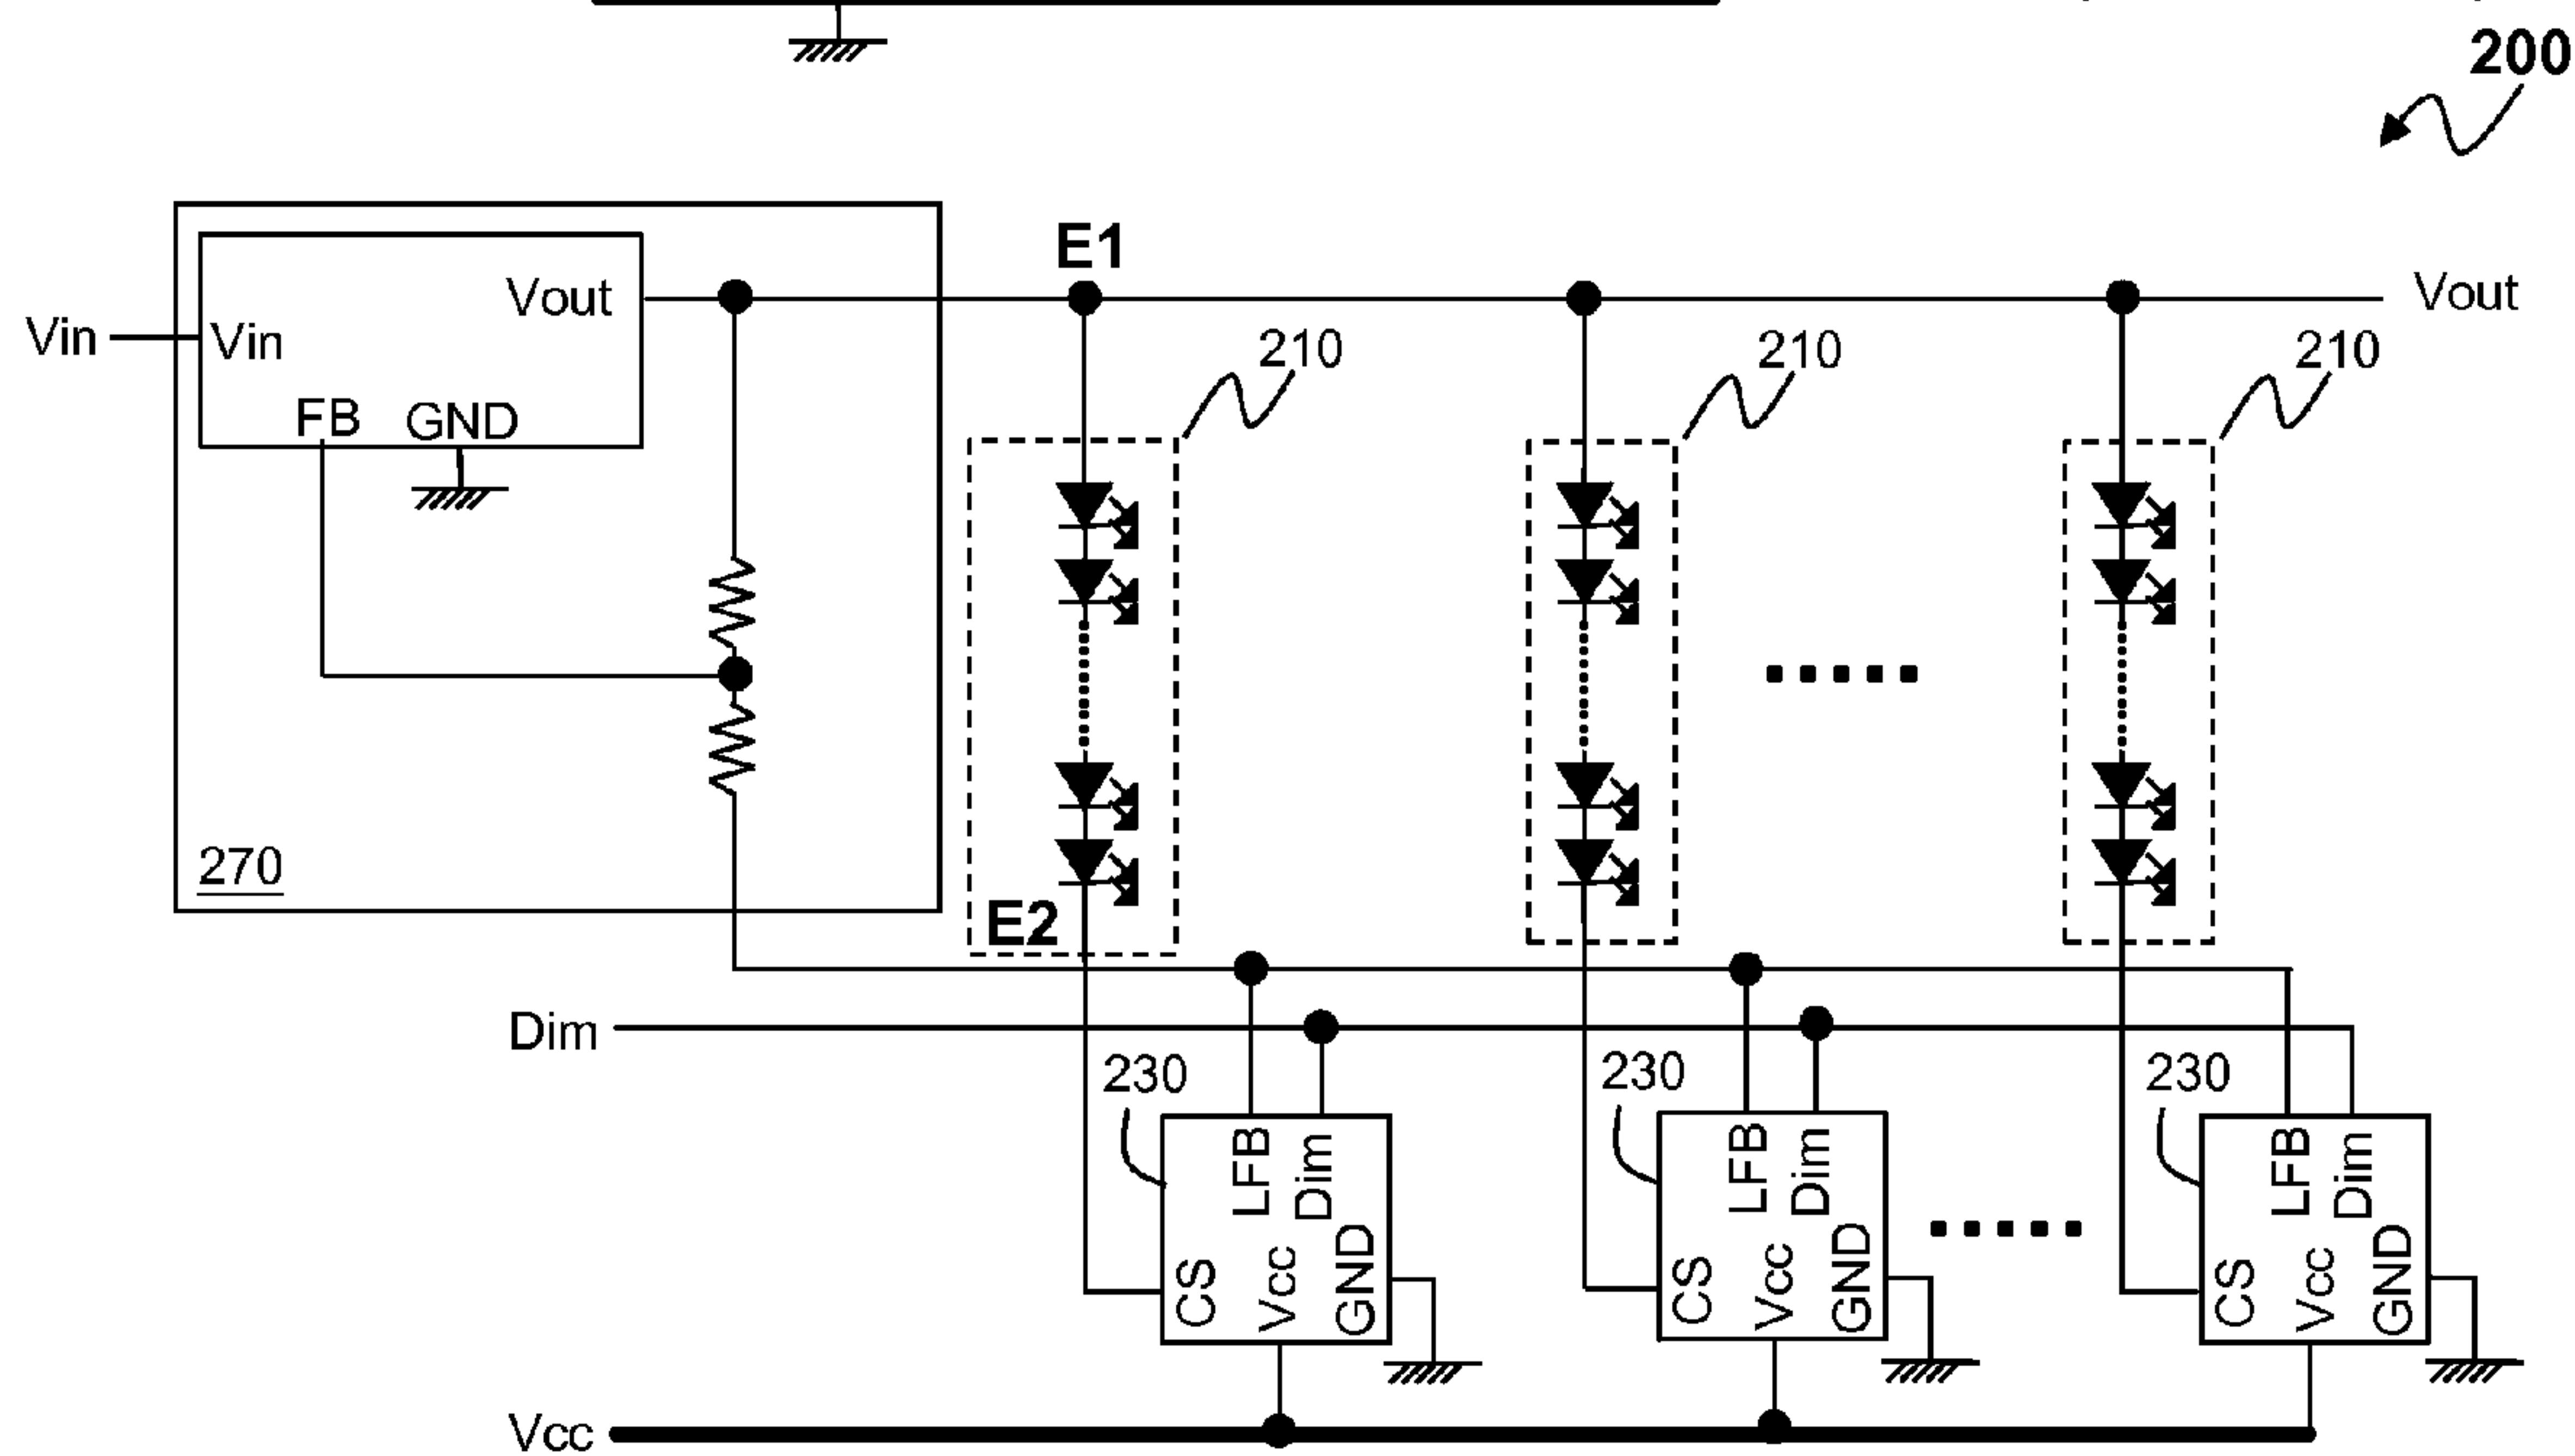 200
E1
Vout
Vout
Vin
Vin
210
210
210
FB
GND
270
E2
Dim
230
230
230
LFB
Dim
CS
Vcc
GND
LFB
Dim
CS
Vcc
GND
LFB
Dim
CS
Vcc
GND
Vcc